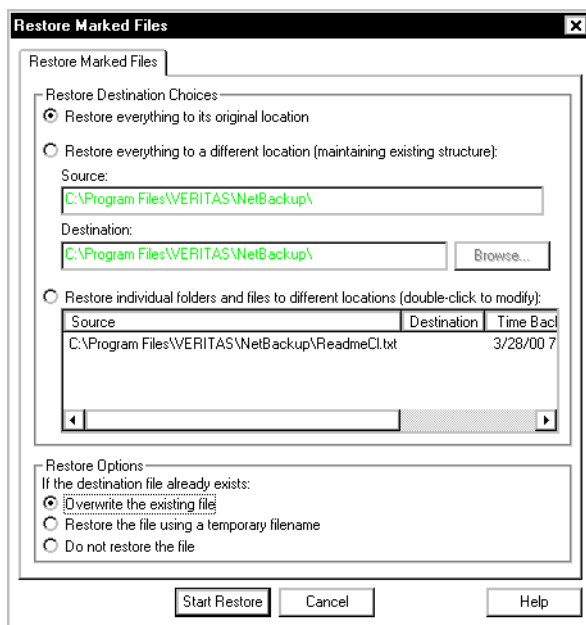 Restore Marked Files
Restore Marked Files
Restore Destination Choices
Restore everything to its original location
Restore everything to a different location (maintaining existing structure):
Source:
C:\Program Files\VERITAS\NetBackup\
Destination:
C:\Program Files\VERITAS\NetBackup\
Browse...
Restore individual folders and files to different locations (double-click to modify):
Source Destination Time Bacl
C:\Program Files\VERITAS\NetBackup\ReadmeCl.txt 3/28/00 7
Restore Options
If the destination file already exists:
Overwrite the existing file
Restore the file using a temporary filename
Do not restore the file
Start Restore Cancel Help